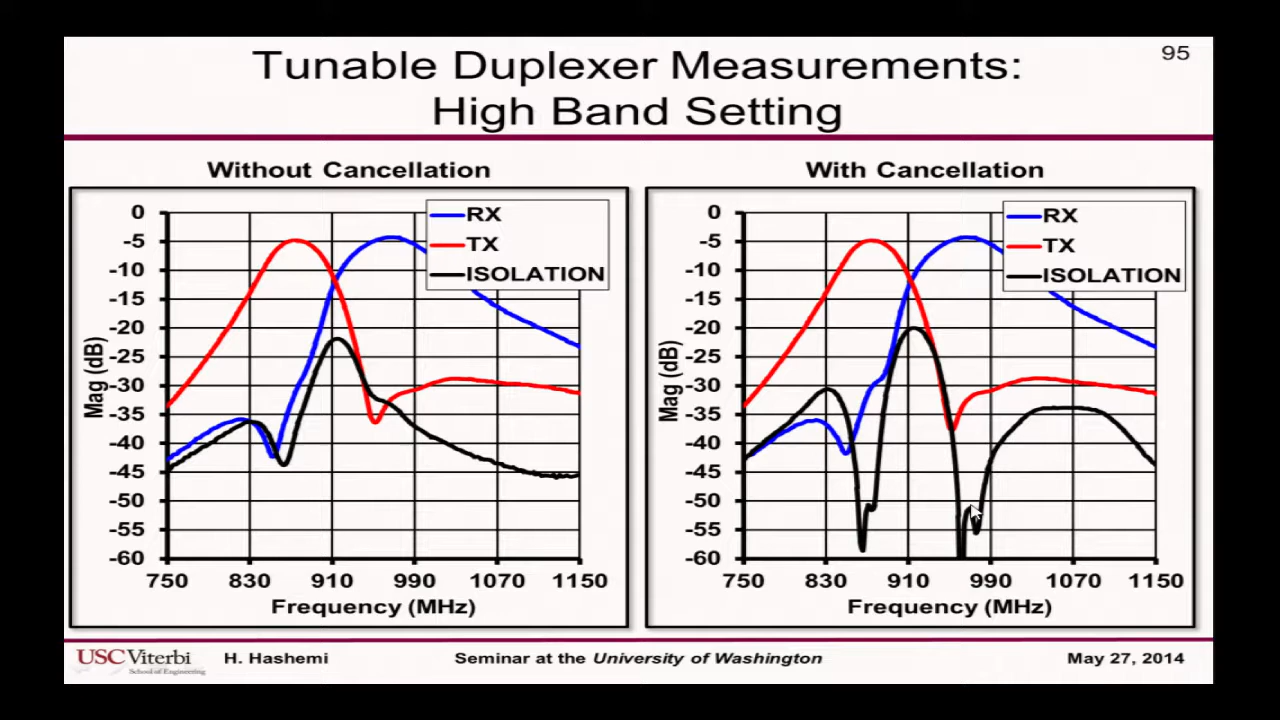 95
Tunable Duplexer Measurements:
High Band Setting
Without Cancellation
With Cancellation
Mag (dB)
0
-5
-10
-15
-20
-25
-30
-35
-40
-45
-50
-55
-60
750 830 910 990 1070 1150
Frequency (MHz)
RX
TX
ISOLATION
Mag (dB)
0
-5
-10
-15
-20
-25
-30
-35
-40
-45
-50
-55
-60
750 830 910 990 1070 1150
Frequency (MHz)
RX
TX
ISOLATION
USC Viterbi
School of Engineering
H. Hashemi
Seminar at the University of Washington
May 27, 2014